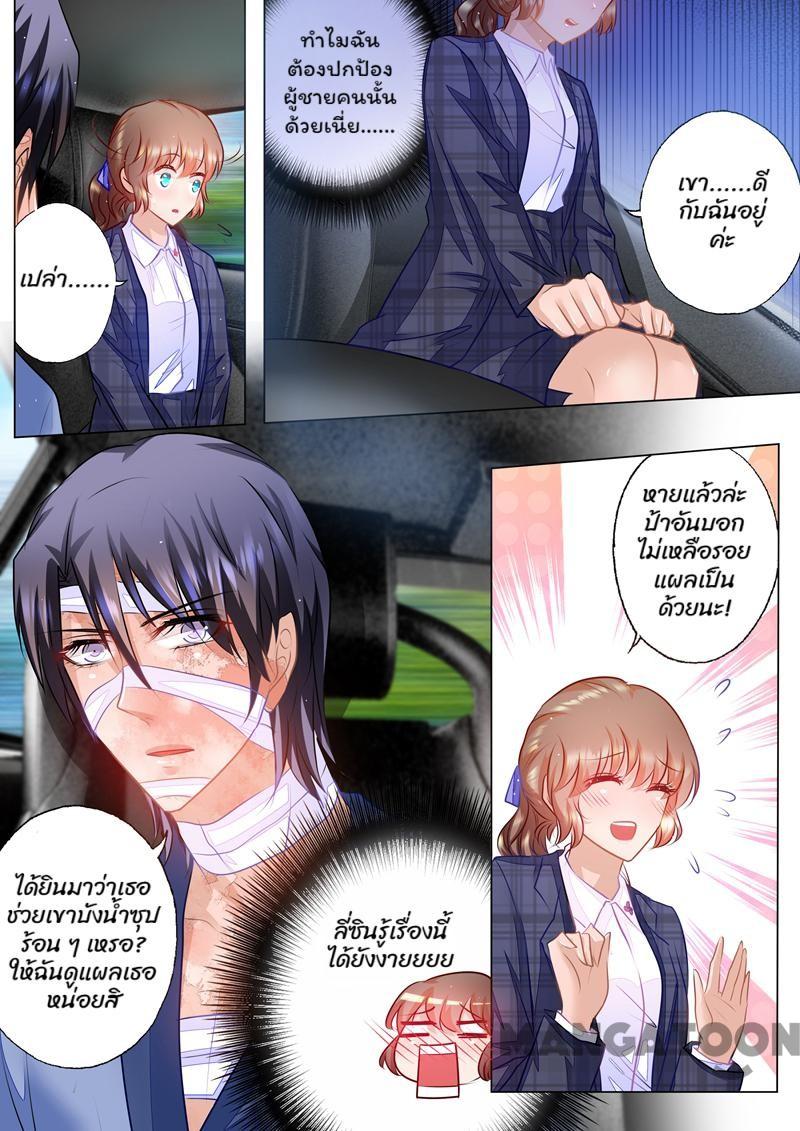 เปล่า......
ทำไมฉัน
ต้องปกป้อง
ผู้ชายคนนั้น
ด้วยเนี่ย......
เขา......ดี
กับฉันอยู่
ค่ะ
ได้ยินมาว่าเธอ
ช่วยเขาบังน้ำซุป
ร้อน ๆ เหรอ?
ให้ฉันดูแผลเธอ
หน่อยสิ
ลี่ซินรู้เรื่องนี้
ได้ยังงายยยย
หายแล้วล่ะ
ป้าอันบอก
ไม่เหลือรอย
แผลเป็น
ด้วยนะ!
MANGATOON